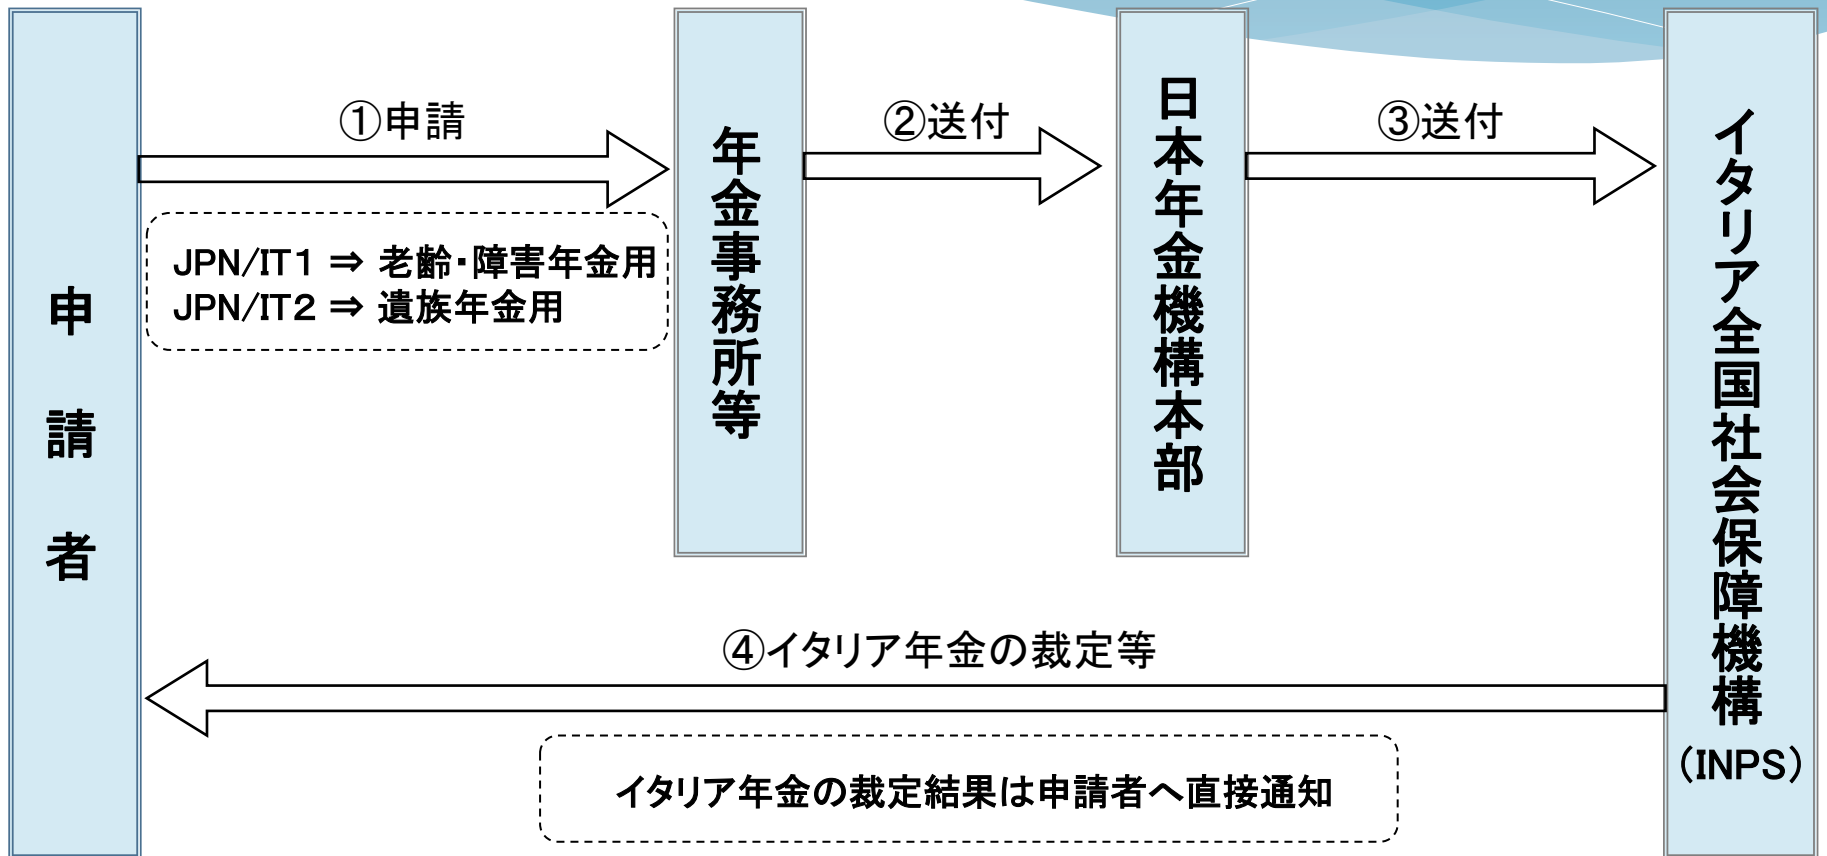 申請者
①申請
JPN/IT1 ⇒ 老齢・障害年金用
JPN/IT2 ⇒ 遺族年金用
年金事務所等
②送付
日本年金機構本部
③送付
イタリア全国社会保障機構
(INPS)
④イタリア年金の裁定等
イタリア年金の裁定結果は申請者へ直接通知